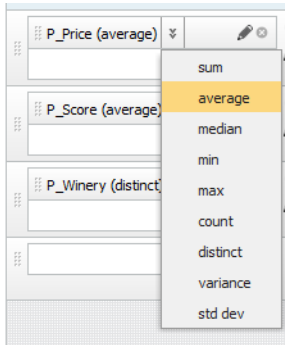 P_Price (average)
sum
average
P_Score (average)
median
min
P_Winery (distinct)
max
count
distinct
variance
std dev